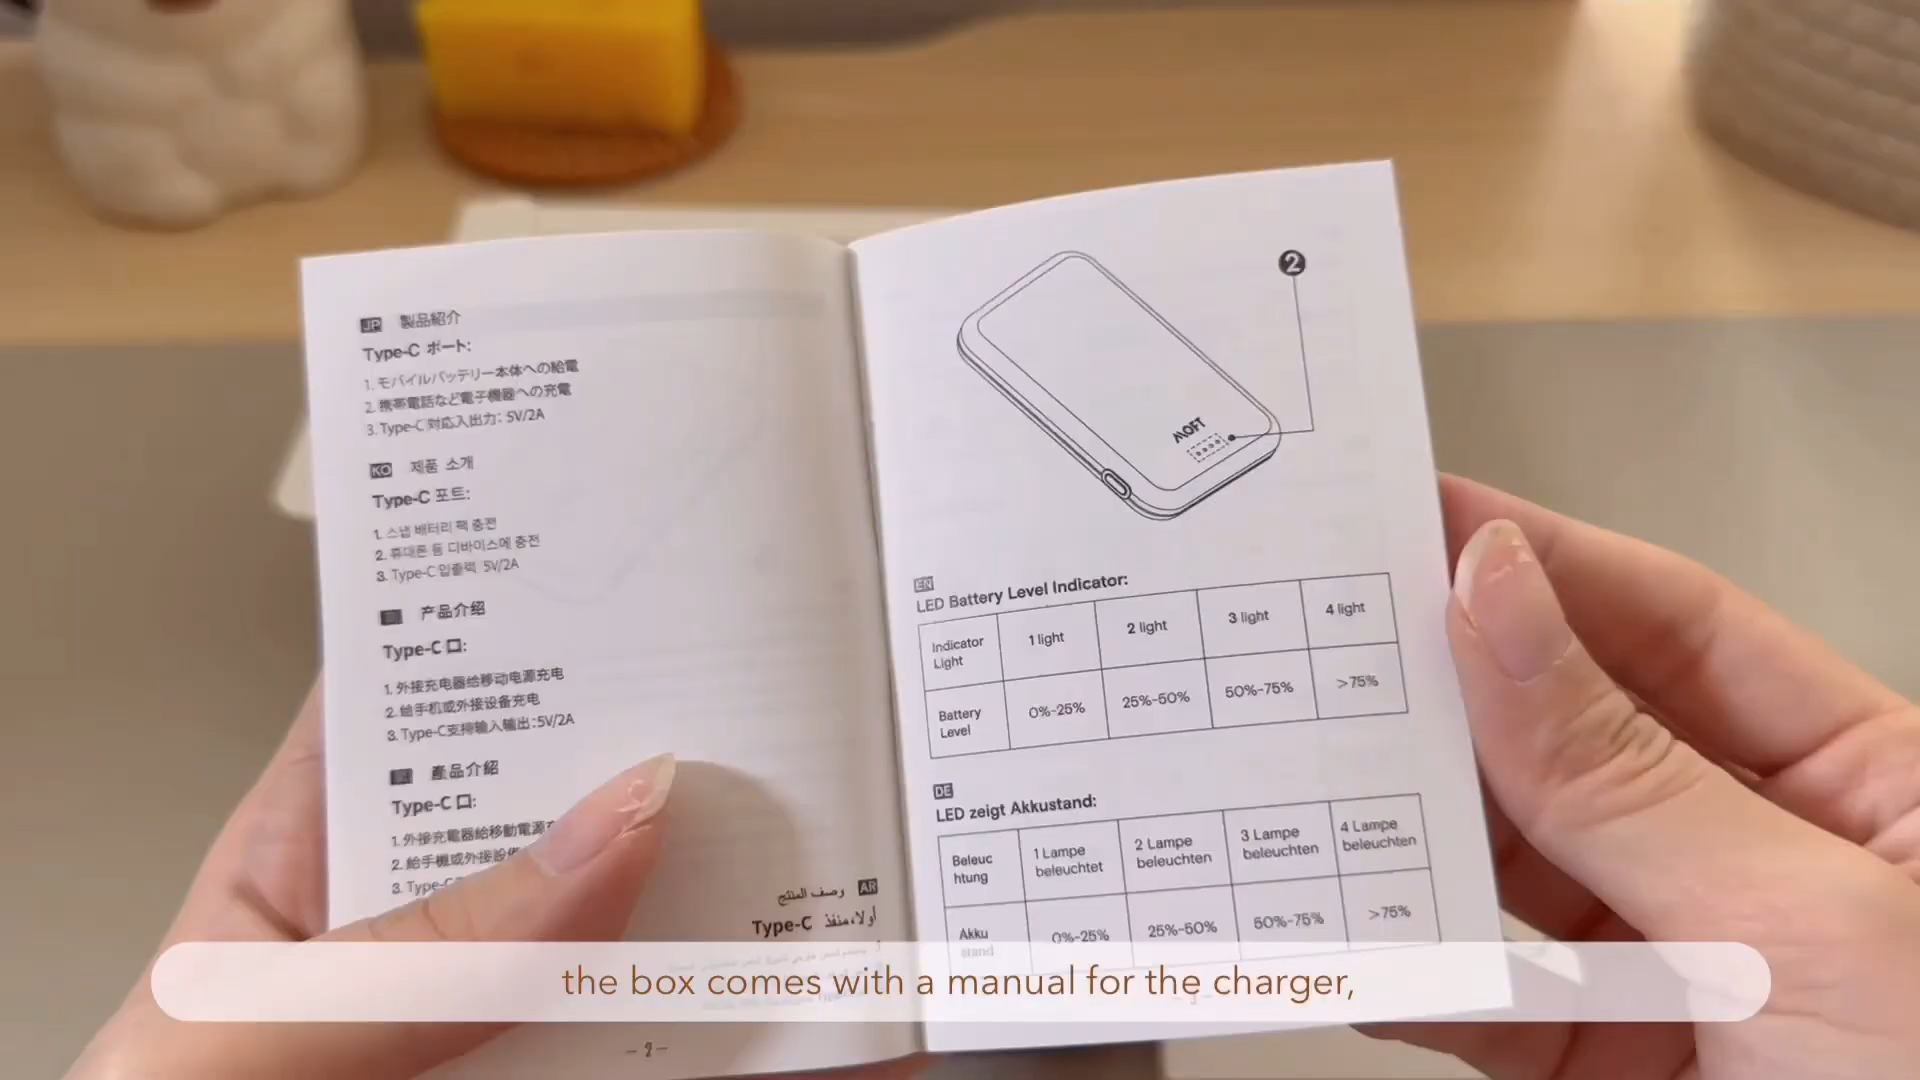 JP 製品紹介
Type-C ポート:
1. モバイルバッテリー本体への給電
2. 携帯電話など電子機器への充電
3. Type-C 対応入出力: 5V/2A
KO 제품 소개
Type-C 포트:
1. 스냅 배터리 팩 충전
2. 휴대폰 등 디바이스에 충전
3. Type-C 입출력 5V/2A
产品介绍
Type-C 口:
1. 外接充电器给移动电源充电
2. 给手机或外接设备充电
3. Type-C支持输入输出:5V/2A
產品介紹
Type-C 口:
1. 外接充電器給移動電源
2. 給手機或外接設
3. Type-C
وصف المنتج AR
أولا، منفذ Type-C
- 2 -
2
MOFT
EN
LED Battery Level Indicator:
Indicator Light 1 light 2 light 3 light 4 light
Battery Level 0%-25% 25%-50% 50%-75% >75%
DE
LED zeigt Akkustand:
Beleuc htung 1 Lampe beleuchtet 2 Lampe beleuchten 3 Lampe beleuchten 4 Lampe beleuchten
Akku stand 0%-25% 25%-50% 50%-75% >75%
the box comes with a manual for the charger,